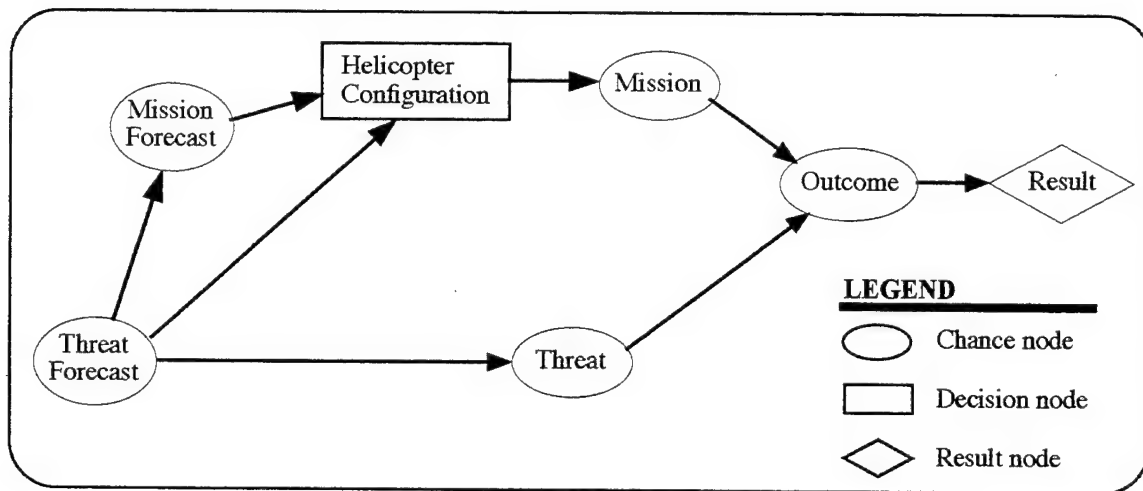 Helicopter
Configuration
Mission
Mission
Forecast
Outcome
Result
Threat
Forecast
Threat
LEGEND
Chance node
Decision node
Result node